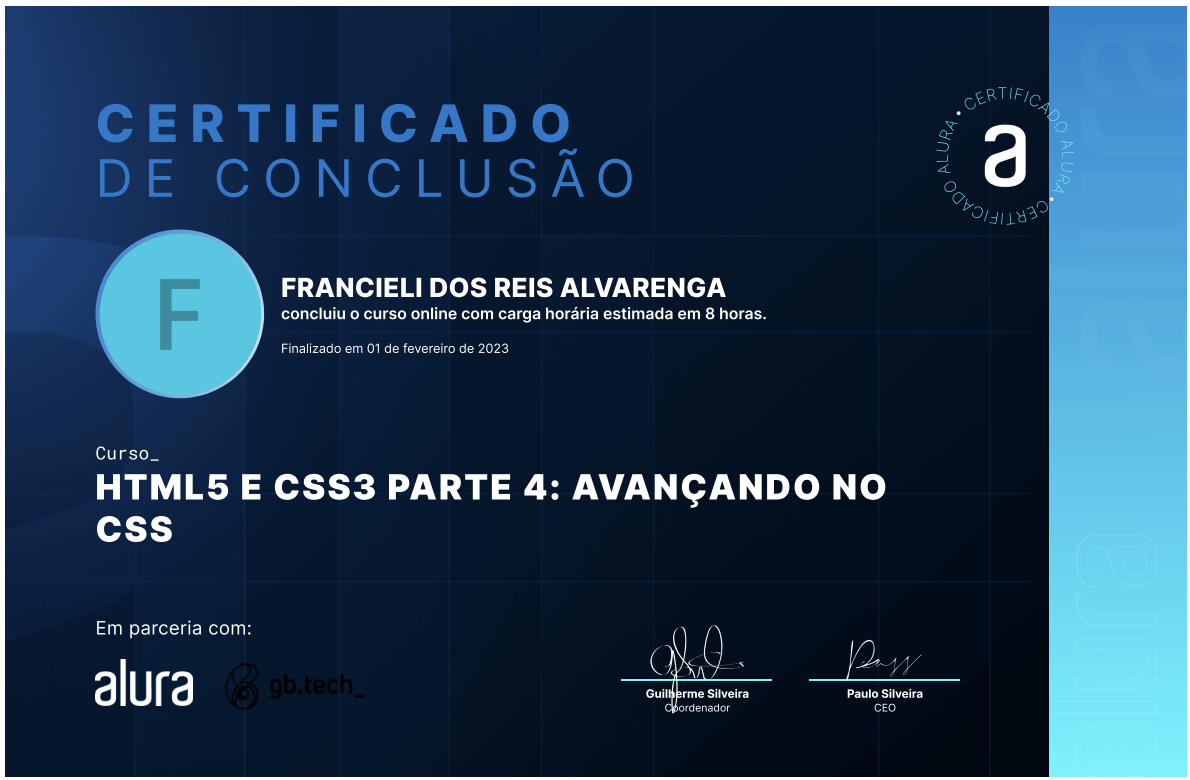 CERTIFICADO
DE CONCLUSÃO
CERTIFICADO ALURA • CERTIFICADO ALURA •
a
F
FRANCIELI DOS REIS ALVARENGA
concluiu o curso online com carga horária estimada em 8 horas.
Finalizado em 01 de fevereiro de 2023
Curso_
HTML5 E CSS3 PARTE 4: AVANÇANDO NO
CSS
Em parceria com:
alura
gb.tech_
Guilherme Silveira
Coordenador
Paulo Silveira
CEO
alura
alura